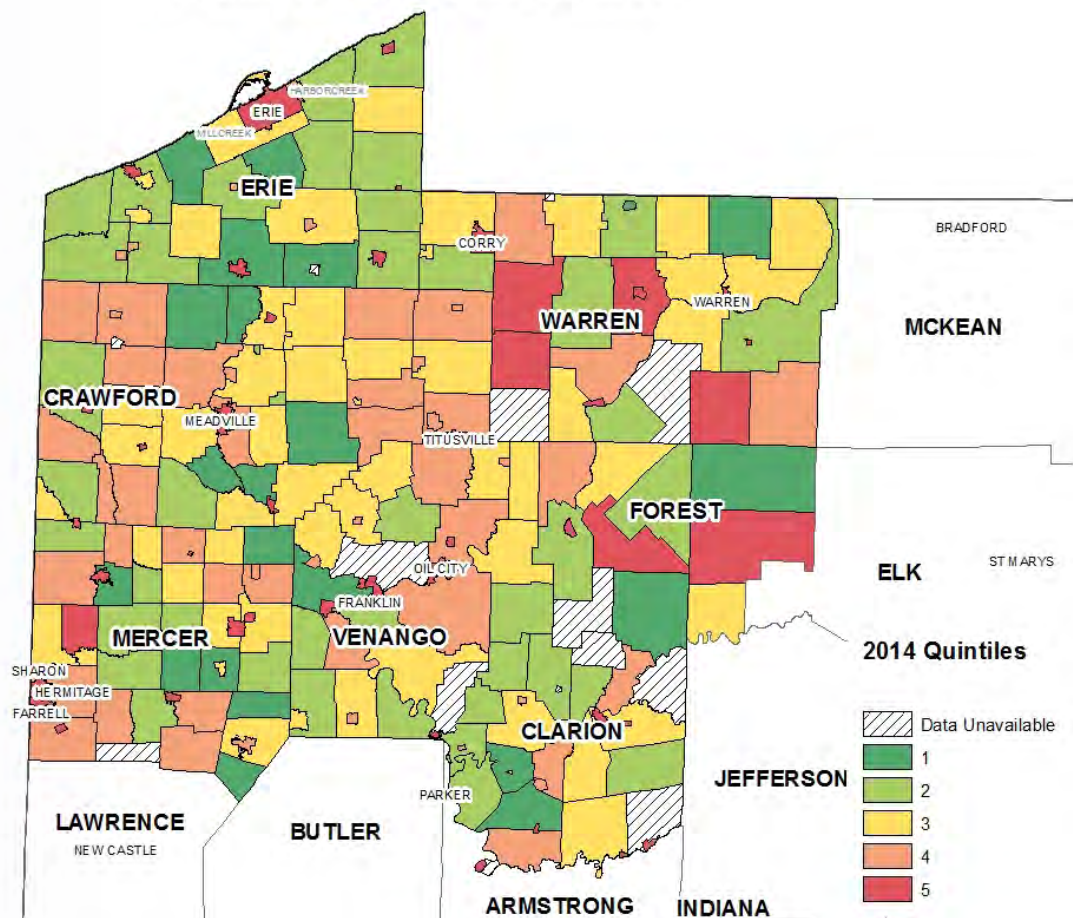 HARBORCREEK
ERIE
MILLCREEK
ERIE
CORRY
BRADFORD
WARREN
WARREN
MCKEAN
CRAWFORD
MEADVILLE
TITUSVILLE
FOREST
OIL CITY
ELK
ST MARYS
FRANKLIN
MERCER
VENANGO
2014 Quintiles
SHARON
HERMITAGE
FARRELL
Data Unavailable
CLARION
1
JEFFERSON
2
PARKER
LAWRENCE
BUTLER
3
NEW CASTLE
4
ARMSTRONG
INDIANA
5